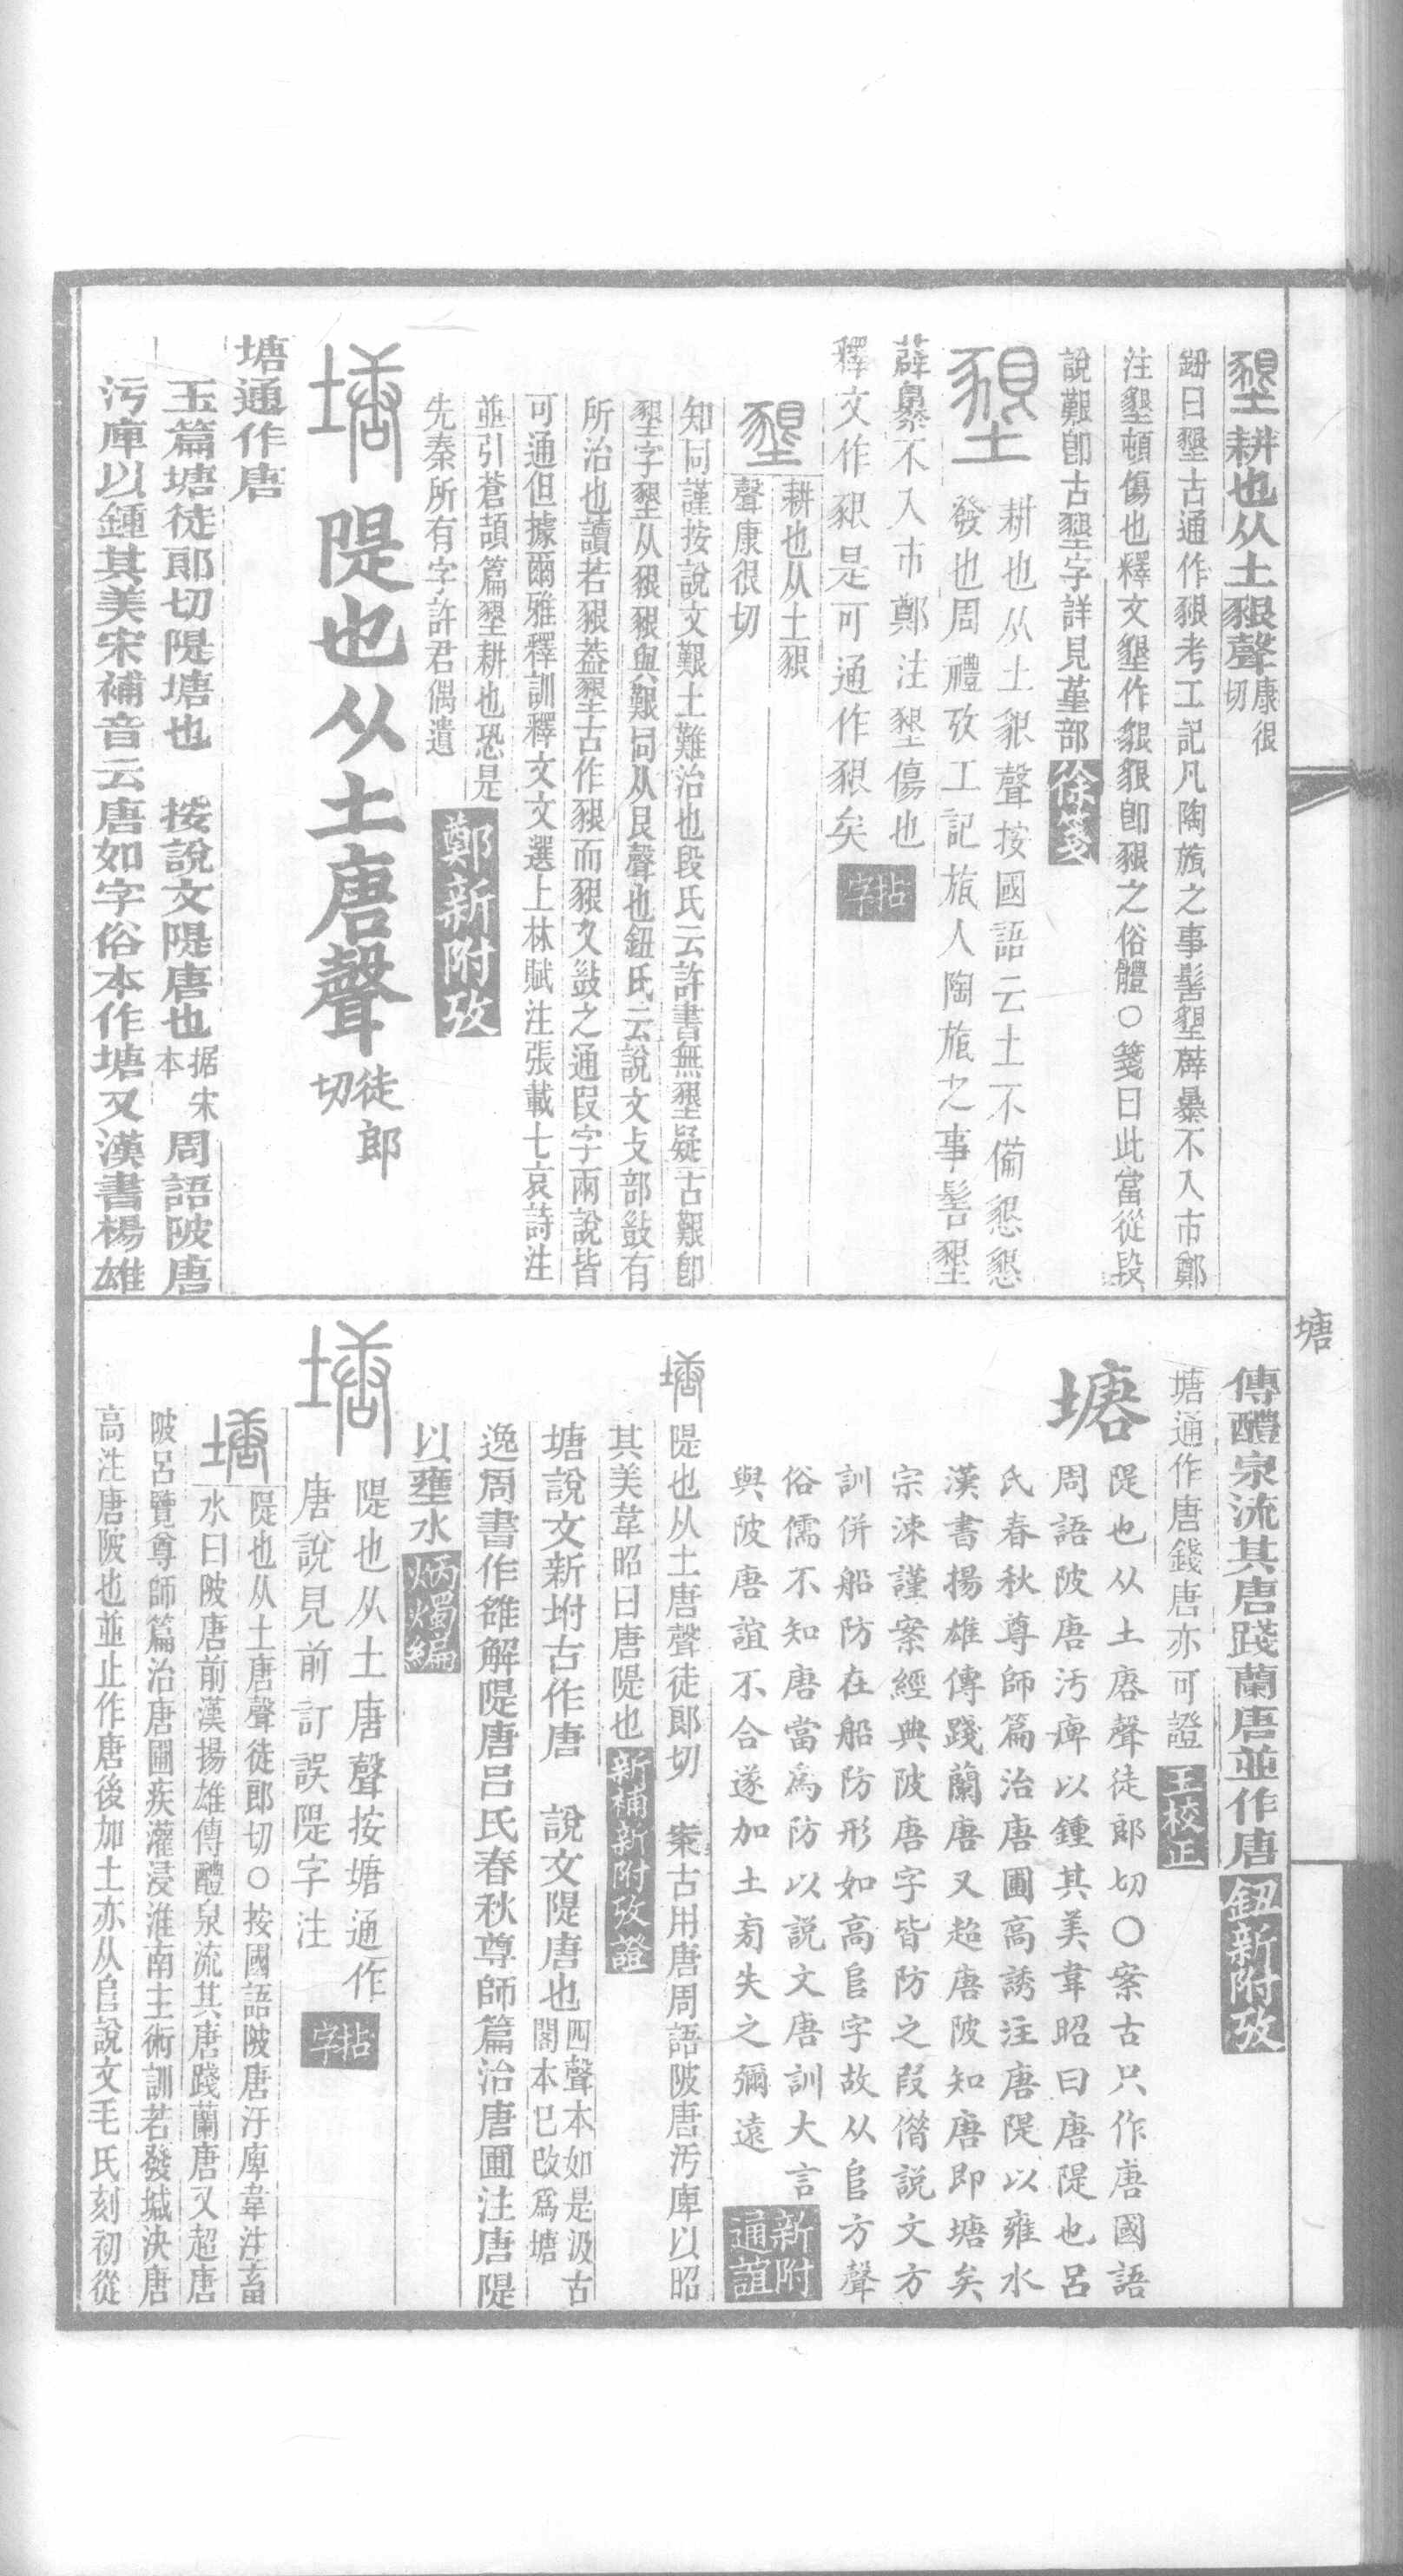 墾耕也从土豤聲康很切
鈕曰墾古通作豤考工記凡陶旊之事髻墾薜暴不入市鄭
注墾頓傷也釋文墾作貇貇卽豤之俗體○箋曰此當從段
說艱卽古墾字詳見堇部徐箋
墾耕也从土豤聲按國語云土不備懇懇
發也周禮攷工記旊人陶旊之事髻墾
薜暴不入市鄭注墾傷也
釋文作豤是可通作豤矣拈字
墾耕也从土豤
聲康很切
知同謹按說文艱土難治也段氏云許書無墾疑古艱卽
墾字墾从豤豤與艱同从艮聲也鈕氏云說文攴部㪔有
所治也讀若豤葢墾古作豤而豤又㪔之通叚字兩說皆
可通但據爾雅釋訓釋文文選上林賦注張載七哀詩注
並引蒼頡篇墾耕也恐是
先秦所有字許君偶遺鄭新附攷
塘隄也从土唐聲徒郎切
塘通作唐
玉篇塘徒郎切隄塘也 按說文隄唐也据宋本周語陂唐
污庳以鍾其美宋補音云唐如字俗本作塘又漢書楊雄
塘
傳醴泉流其唐踐蘭唐並作唐鈕新附攷
塘通作唐錢唐亦可證王校正
塘隄也从土唐聲徒郎切○案古只作唐國語
周語陂唐污痺以鍾其美韋昭曰唐隄也呂
氏春秋尊師篇治唐圃高誘注唐隄以雍水
漢書揚雄傳踐蘭唐又超唐陂知唐即塘矣
宗涑謹案經典陂唐字皆防之叚借說文方
訓併船防在船防形如高𨸏字故从𨸏方聲
俗儒不知唐當爲防以說文唐訓大言
與陂唐誼不合遂加土㫄失之彌遠新附通誼
塘隄也从土唐聲徒郎切 案古用唐周語陂唐汚庳以昭
其美韋昭曰唐隄也新補新附攷證
塘說文新坿古作唐 說文隄唐也四聲本如是汲古閣本已改爲塘
逸周書作雒解隄唐呂氏春秋尊師篇治唐圃注唐隄
以壅水炳燭編
塘隄也从土唐聲按塘通作
唐說見前訂誤隄字注拈字
塘隄也从土唐聲徒郎切○按國語陂唐汙庳韋注畜
水曰陂唐前漢揚雄傳醴泉流其唐踐蘭唐又超唐
陂呂覽尊師篇治唐圃疾灌浸淮南主術訓若發堿決唐
高注唐陂也並止作唐後加土亦从𨸏說文毛氏刻初從